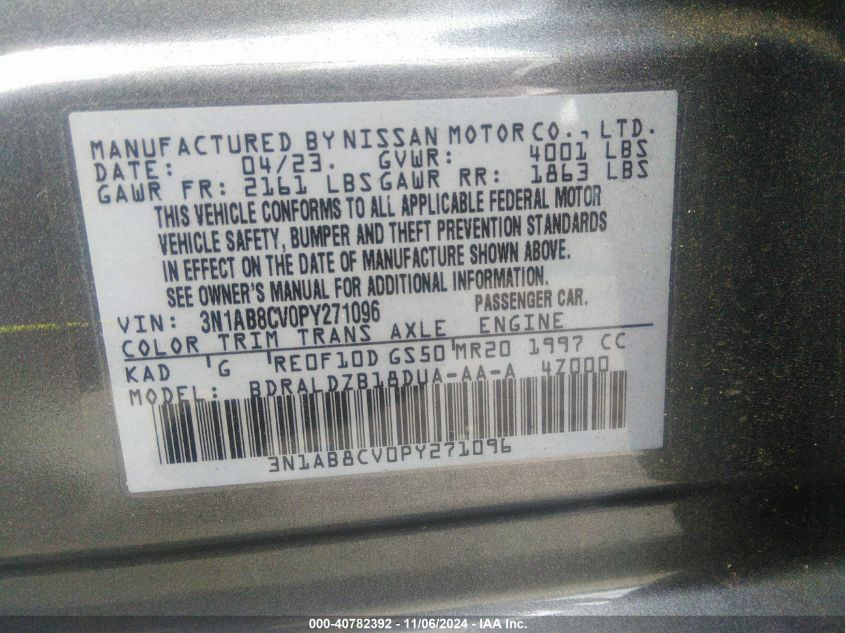 MANUFACTURED BY NISSAN MOTOR CO., LTD.
DATE: 04/23. GVWR: 4001 LBS
GAWR FR: 2161 LBS GAWR RR: 1863 LBS
THIS VEHICLE CONFORMS TO ALL APPLICABLE FEDERAL MOTOR
VEHICLE SAFETY, BUMPER AND THEFT PREVENTION STANDARDS
IN EFFECT ON THE DATE OF MANUFACTURE SHOWN ABOVE.
SEE OWNER'S MANUAL FOR ADDITIONAL INFORMATION.
VIN: 3N1AB8CV0PY271096 PASSENGER CAR.
COLOR TRIM TRANS AXLE ENGINE
KAD G RE0F10D GS50 MR20 1997 CC
MODEL: BDRALDZB18DUA-AA-A 4Z000
3N1AB8CV0PY271096
000-40782392 - 11/06/2024 - IAA Inc.